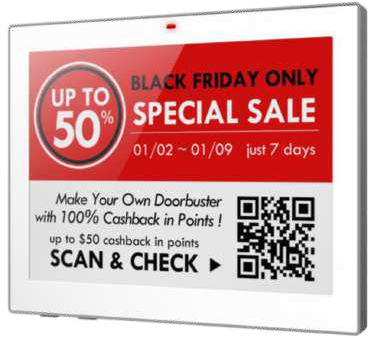 UP TO
50%
BLACK FRIDAY ONLY
SPECIAL SALE
01/02 ~ 01/09 just 7 days
Make Your Own Doorbuster
with 100% Cashback in Points !
up to $50 cashback in points
SCAN & CHECK ▶